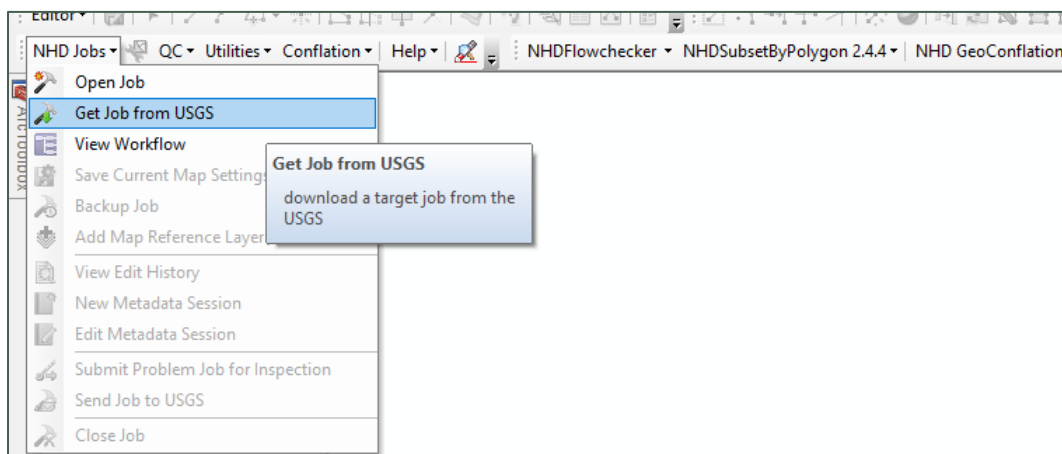 Editor
NHD Jobs QC Utilities Conflation Help NHDFlowchecker NHDSubsetByPolygon 2.4.4 NHD GeoConflation
ArcToolbox
Open Job
Get Job from USGS
View Workflow
Get Job from USGS
Save Current Map Settings
download a target job from the
USGS
Backup Job
Add Map Reference Layer
View Edit History
New Metadata Session
Edit Metadata Session
Submit Problem Job for Inspection
Send Job to USGS
Close Job